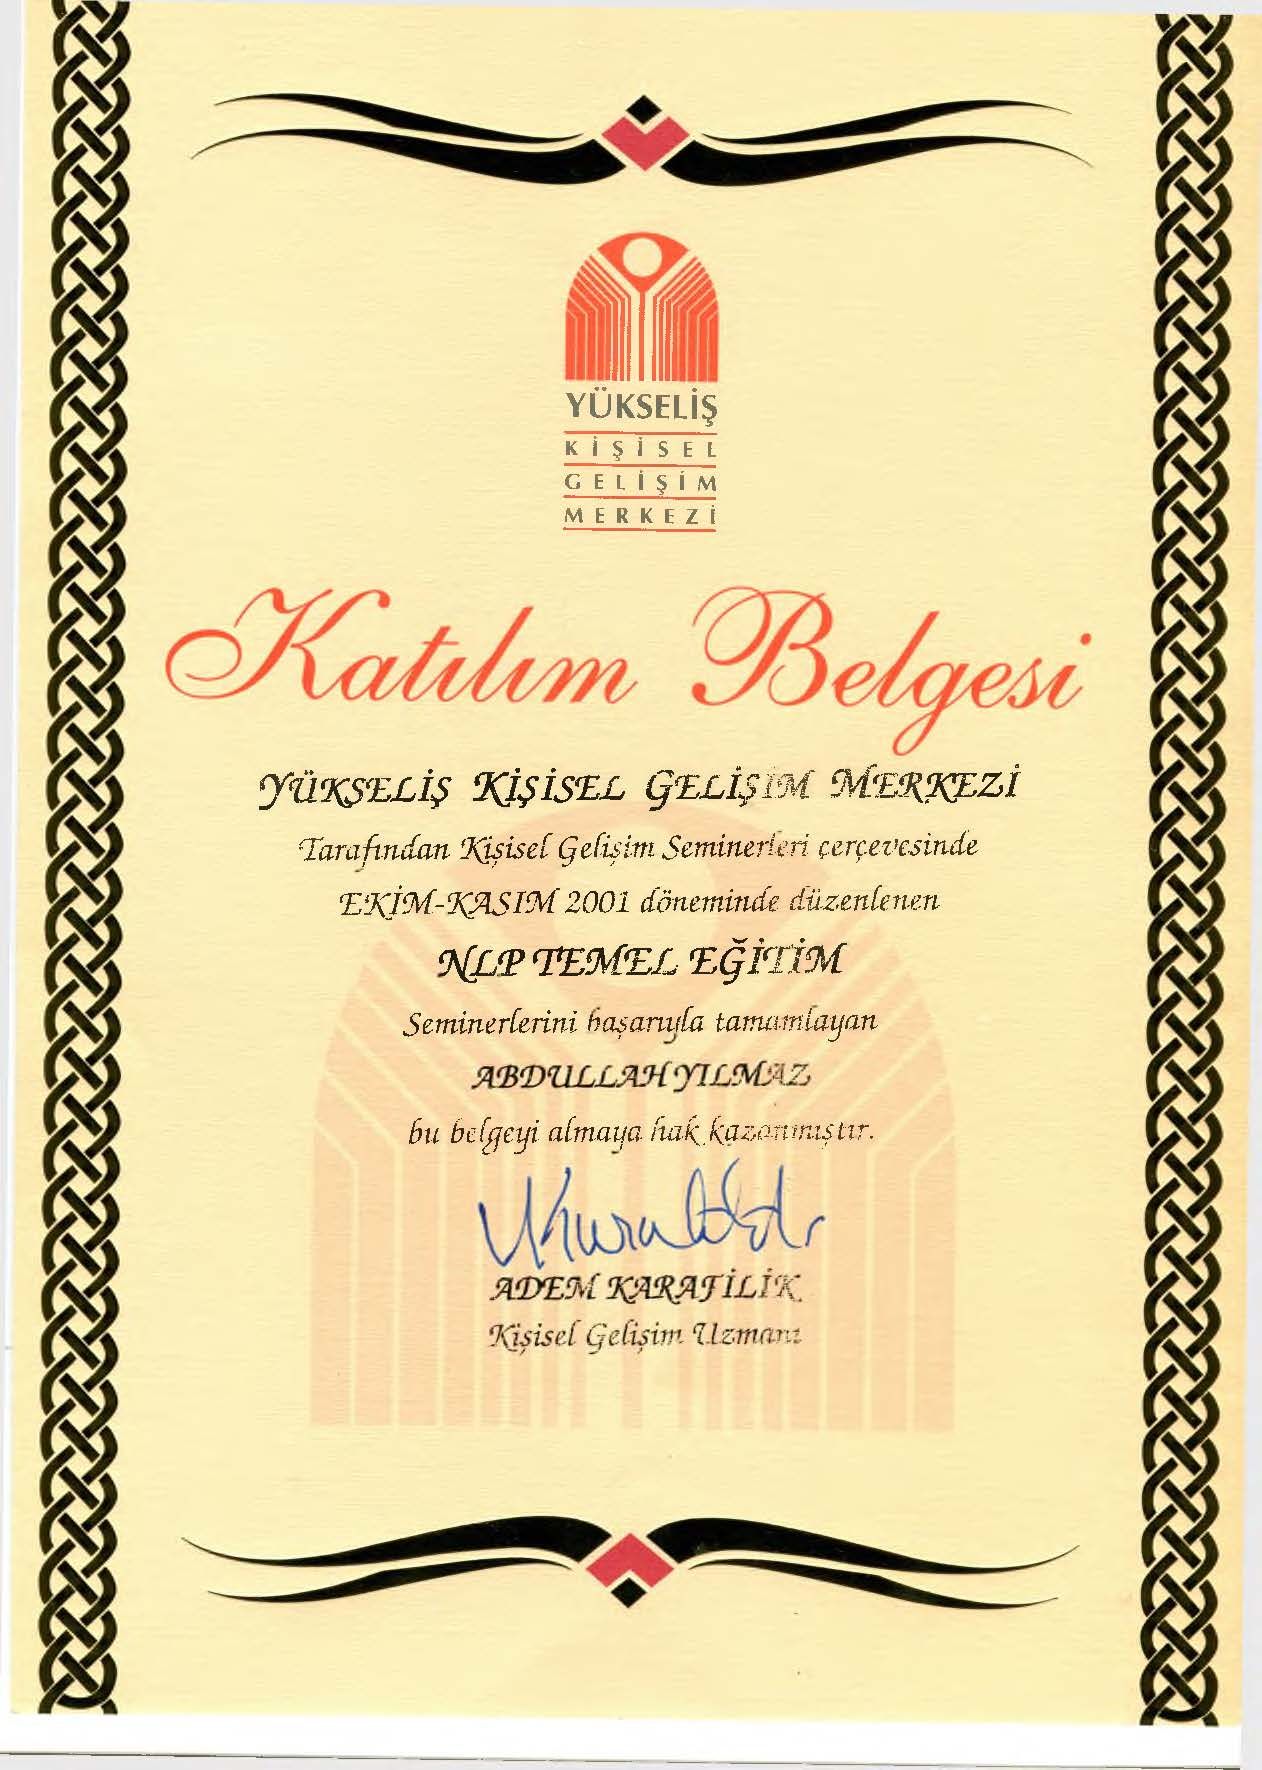 YÜKSELİŞ
KİŞİSEL
GELİŞİM
MERKEZİ
Katılım Belgesi
YÜKSELİŞ KİŞİSEL GELİŞİM MERKEZİ
Tarafından Kişisel Gelişim Seminerleri çerçevesinde
EKİM-KASIM 2001 döneminde düzenlenen
NLP TEMEL EĞİTİM
Seminerlerini başarıyla tamamlayan
ABDULLAH YILMAZ
bu belgeyi almaya hak kazanmıştır.
ADEM KARAFİLİK
Kişisel Gelişim Uzmanı